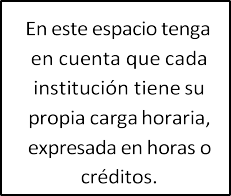 En este espacio tenga
en cuenta que cada
institución tiene su
propia carga horaria,
expresada en horas o
créditos.